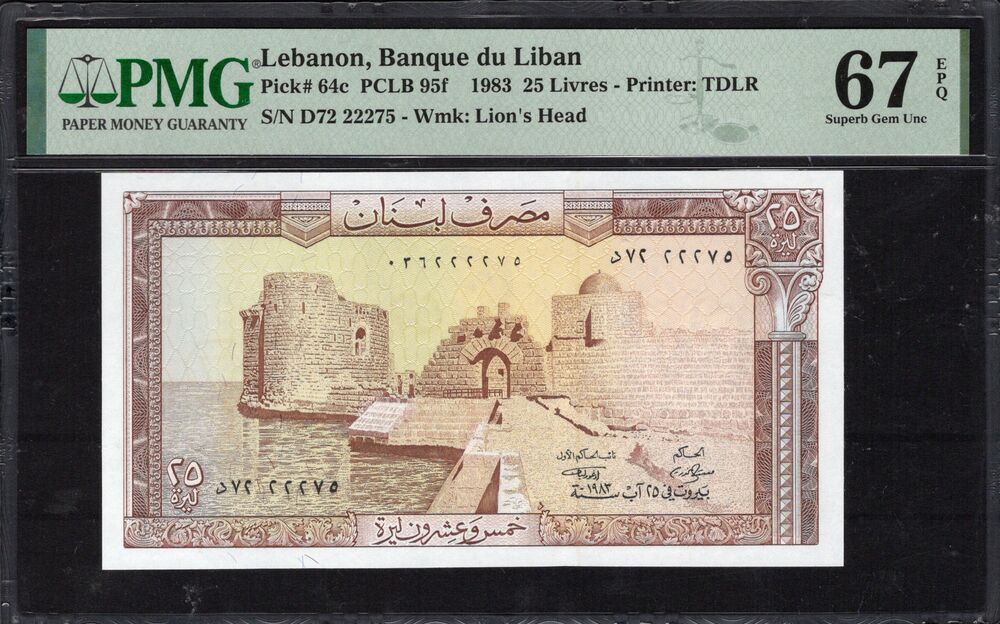 PMG®
PAPER MONEY GUARANTY
Lebanon, Banque du Liban
Pick# 64c PCLB 95f 1983 25 Livres - Printer: TDLR
S/N D72 22275 - Wmk: Lion's Head
67 EPQ
Superb Gem Unc
مصرف لبنان
٢٥
ليرة
٠٣٦٢٢٢٢٧٥
د٧٢ ٢٢٢٧٥
الحاكم
نائب الحاكم الأول
بيروت في ٢٥ آب سنة ١٩٨٣
٢٥
ليرة
د٧٢ ٢٢٢٧٥
خمس وعشرون ليرة